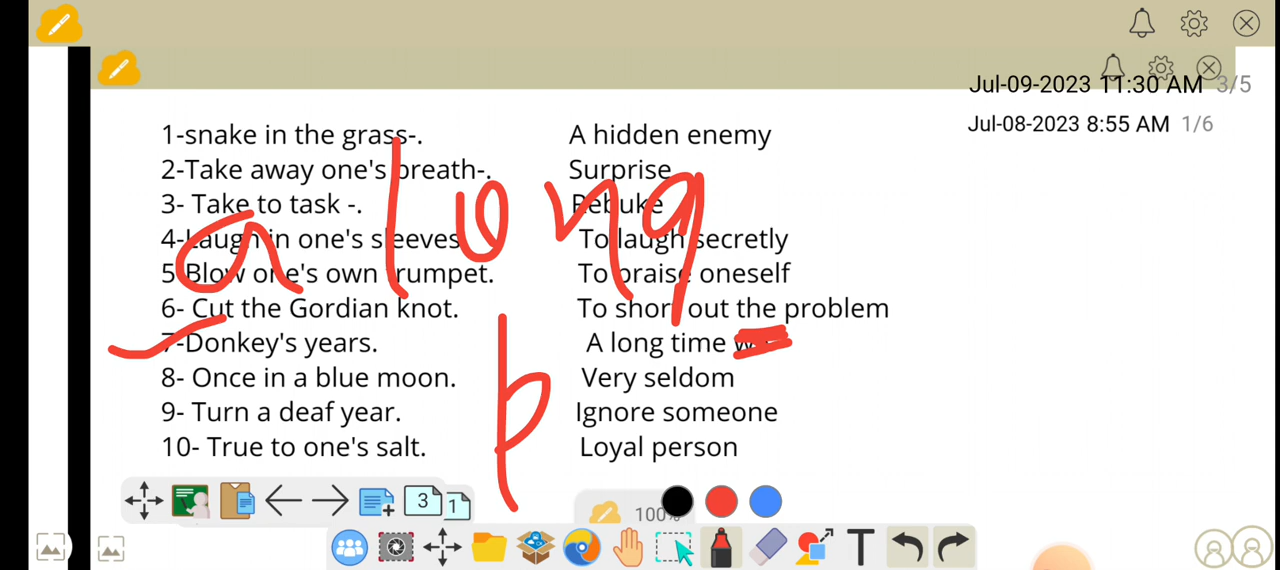 Jul-09-2023 11:30 AM 3/5
Jul-08-2023 8:55 AM 1/6
1-snake in the grass-. A hidden enemy
2-Take away one's breath-. Surprise
3- Take to task -. Rebuke
4-Laugh in one's sleeves To laugh secretly
5 Blow one's own trumpet. To praise oneself
6- Cut the Gordian knot. To short out the problem
7-Donkey's years. A long time
8- Once in a blue moon. Very seldom
9- Turn a deaf year. Ignore someone
10- True to one's salt. Loyal person
a long
3 1
100%
T